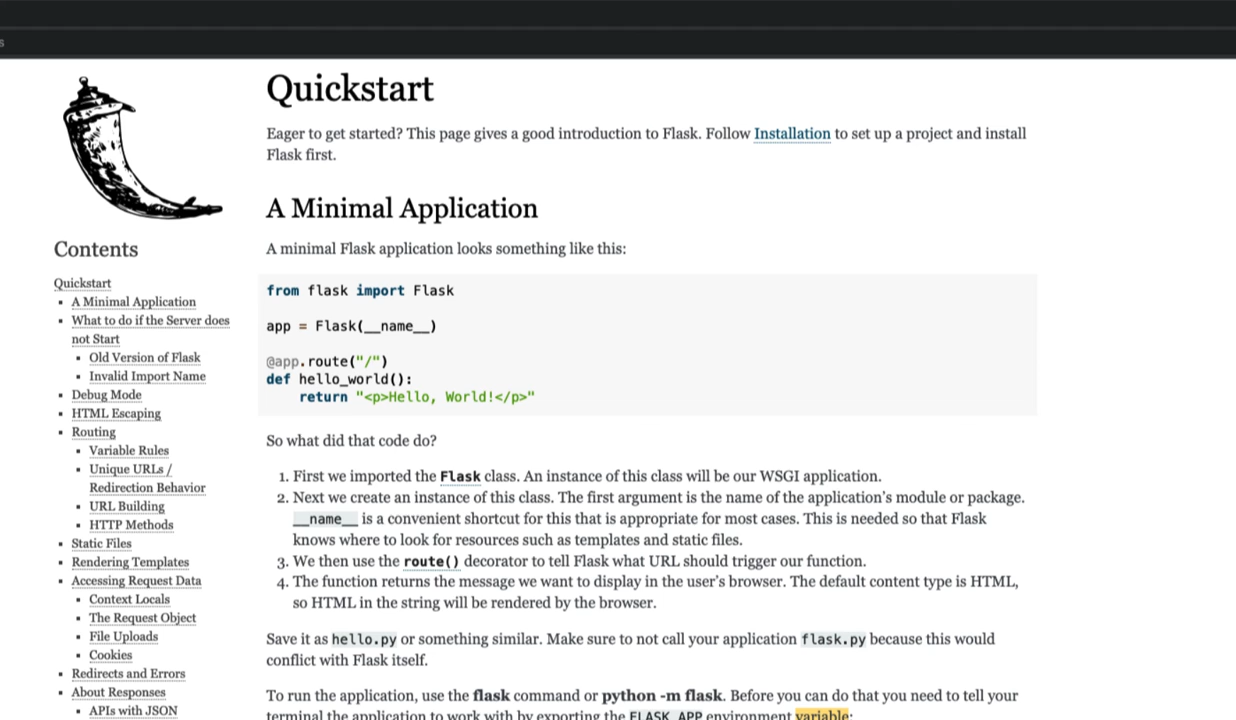 s
Quickstart
Eager to get started? This page gives a good introduction to Flask. Follow Installation to set up a project and install
Flask first.
A Minimal Application
A minimal Flask application looks something like this:
from flask import Flask
app = Flask(__name__)
@app.route("/")
def hello_world():
    return "<p>Hello, World!</p>"
So what did that code do?
1. First we imported the Flask class. An instance of this class will be our WSGI application.
2. Next we create an instance of this class. The first argument is the name of the application's module or package.
__name__ is a convenient shortcut for this that is appropriate for most cases. This is needed so that Flask
knows where to look for resources such as templates and static files.
3. We then use the route() decorator to tell Flask what URL should trigger our function.
4. The function returns the message we want to display in the user's browser. The default content type is HTML,
so HTML in the string will be rendered by the browser.
Save it as hello.py or something similar. Make sure to not call your application flask.py because this would
conflict with Flask itself.
To run the application, use the flask command or python -m flask. Before you can do that you need to tell your
terminal the application to work with by exporting the FLASK_APP environment variable:
Contents
Quickstart
▪ A Minimal Application
▪ What to do if the Server does
not Start
▪ Old Version of Flask
▪ Invalid Import Name
▪ Debug Mode
▪ HTML Escaping
▪ Routing
▪ Variable Rules
▪ Unique URLs /
Redirection Behavior
▪ URL Building
▪ HTTP Methods
▪ Static Files
▪ Rendering Templates
▪ Accessing Request Data
▪ Context Locals
▪ The Request Object
▪ File Uploads
▪ Cookies
▪ Redirects and Errors
▪ About Responses
▪ APIs with JSON